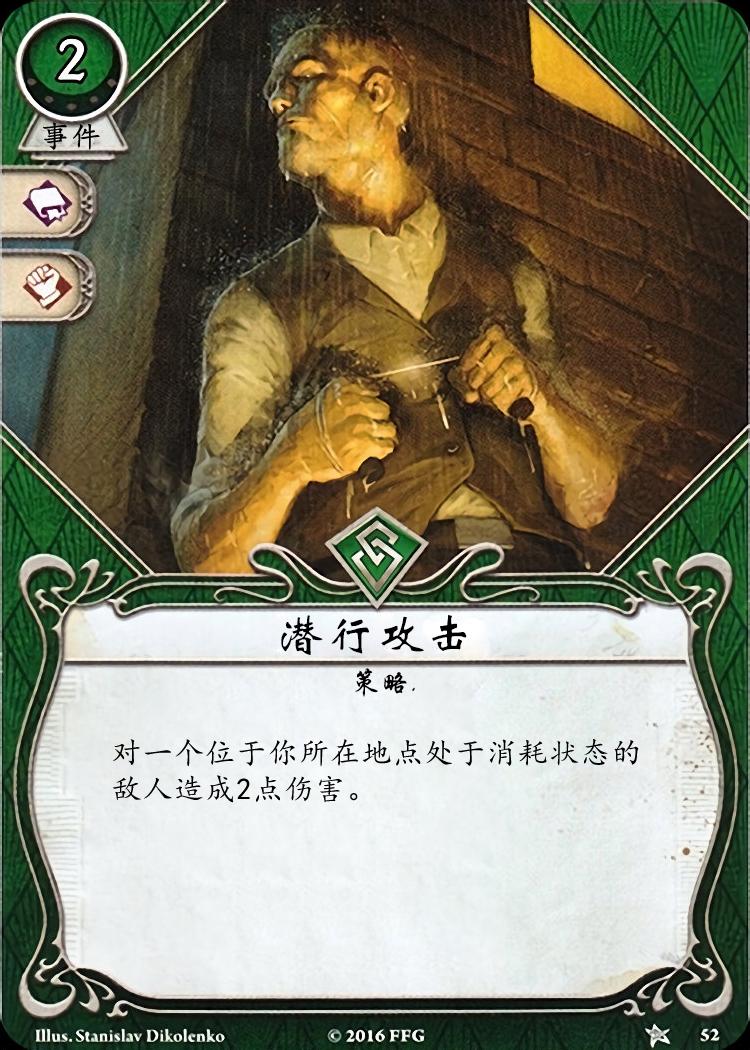 2
事件
潜行攻击
策略.
对一个位于你所在地点处于消耗状态的
敌人造成2点伤害。
Illus. Stanislav Dikolenko
© 2016 FFG
52